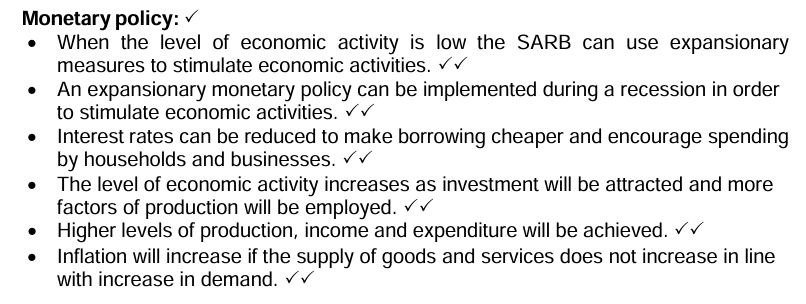 Monetary policy: ✓
• When the level of economic activity is low the SARB can use expansionary
measures to stimulate economic activities. ✓✓
• An expansionary monetary policy can be implemented during a recession in order
to stimulate economic activities. ✓✓
• Interest rates can be reduced to make borrowing cheaper and encourage spending
by households and businesses. ✓✓
• The level of economic activity increases as investment will be attracted and more
factors of production will be employed. ✓✓
• Higher levels of production, income and expenditure will be achieved. ✓✓
• Inflation will increase if the supply of goods and services does not increase in line
with increase in demand. ✓✓